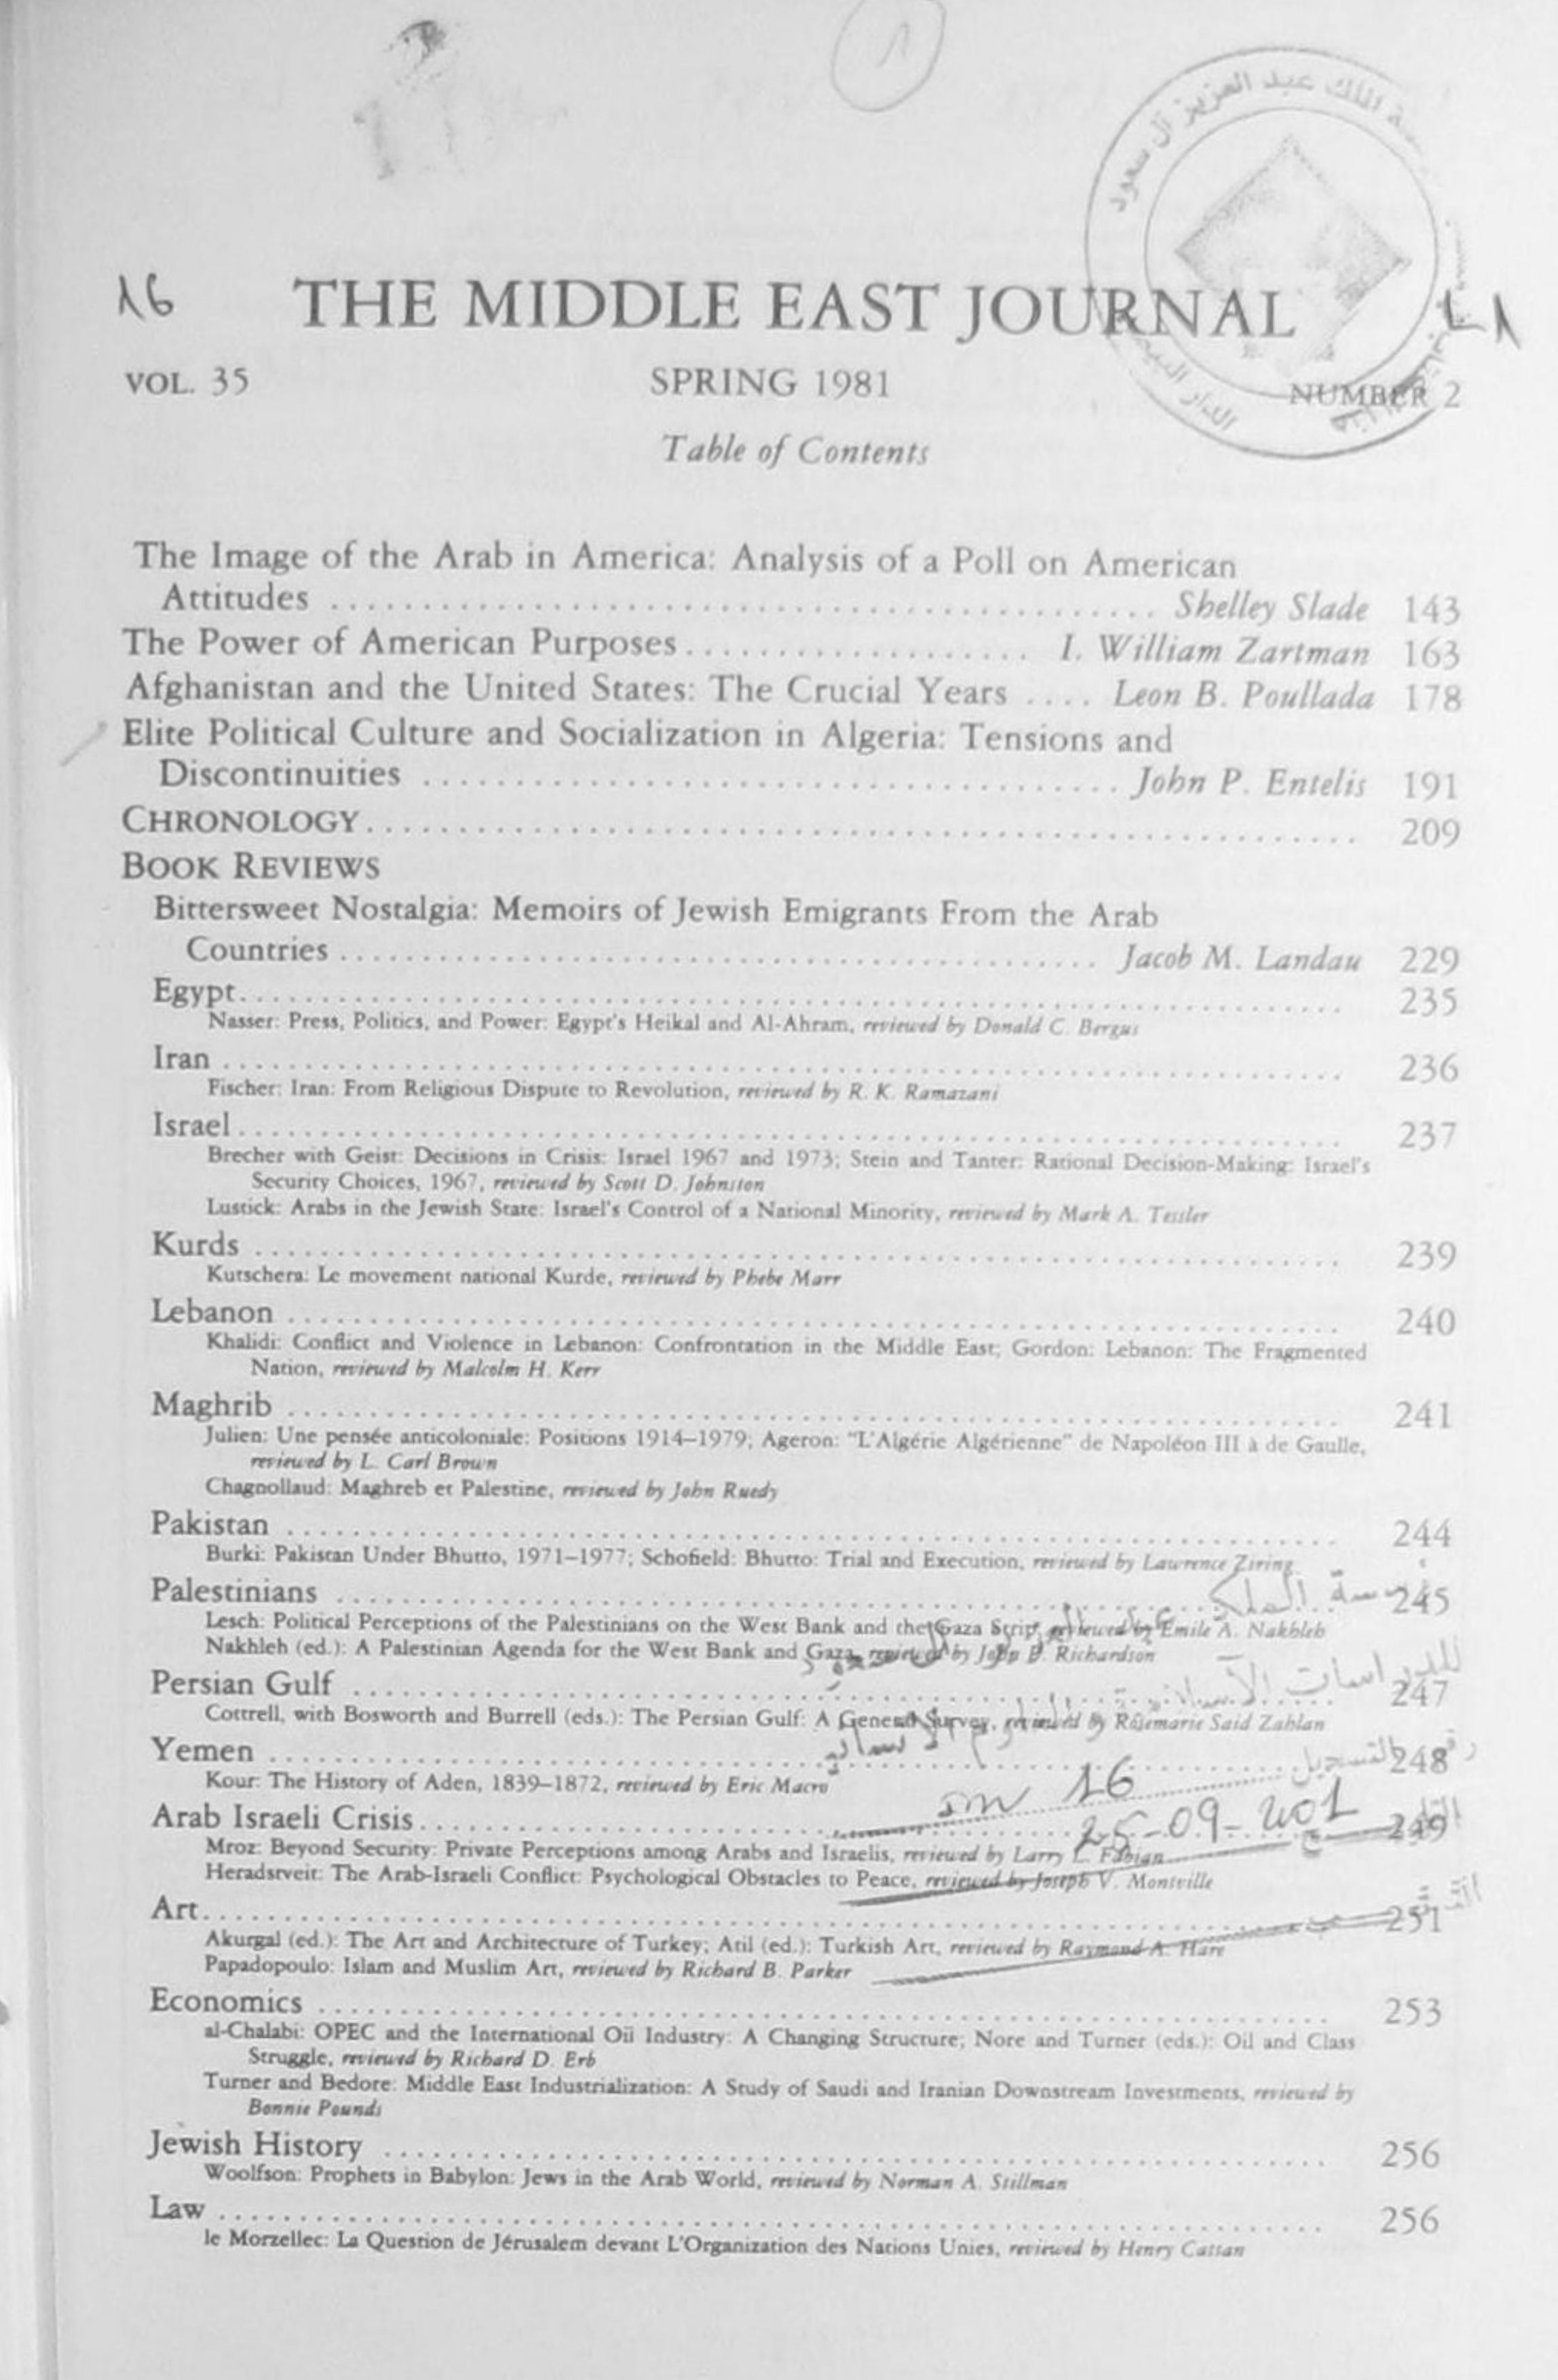 1
ة الملك عبد العزيز آل سعود
16 THE MIDDLE EAST JOURNAL
VOL. 35 SPRING 1981 NUMBER 2
الدار البيض
Table of Contents
The Image of the Arab in America: Analysis of a Poll on American
Attitudes ........ Shelley Slade 143
The Power of American Purposes ........ I. William Zartman 163
Afghanistan and the United States: The Crucial Years .... Leon B. Poullada 178
Elite Political Culture and Socialization in Algeria: Tensions and
Discontinuities ........ John P. Entelis 191
CHRONOLOGY ........ 209
BOOK REVIEWS
Bittersweet Nostalgia: Memoirs of Jewish Emigrants From the Arab
Countries ........ Jacob M. Landau 229
Egypt ........ 235
Nasser: Press, Politics, and Power: Egypt's Heikal and Al-Ahram, reviewed by Donald C. Bergus
Iran ........ 236
Fischer: Iran: From Religious Dispute to Revolution, reviewed by R. K. Ramazani
Israel ........ 237
Brecher with Geist: Decisions in Crisis: Israel 1967 and 1973; Stein and Tanter: Rational Decision-Making: Israel's
Security Choices, 1967, reviewed by Scott D. Johnston
Lustick: Arabs in the Jewish State: Israel's Control of a National Minority, reviewed by Mark A. Tessler
Kurds ........ 239
Kutschera: Le movement national Kurde, reviewed by Phebe Marr
Lebanon ........ 240
Khalidi: Conflict and Violence in Lebanon: Confrontation in the Middle East; Gordon: Lebanon: The Fragmented
Nation, reviewed by Malcolm H. Kerr
Maghrib ........ 241
Julien: Une pensée anticoloniale: Positions 1914–1979; Ageron: "L'Algérie Algérienne" de Napoléon III à de Gaulle,
reviewed by L. Carl Brown
Chagnollaud: Maghreb et Palestine, reviewed by John Ruedy
Pakistan ........ 244
Burki: Pakistan Under Bhutto, 1971–1977; Schofield: Bhutto: Trial and Execution, reviewed by Lawrence Ziring
Palestinians ........ 245
Lesch: Political Perceptions of the Palestinians on the West Bank and the Gaza Strip, reviewed by Emile A. Nakhleh
Nakhleh (ed.): A Palestinian Agenda for the West Bank and Gaza, reviewed by John P. Richardson
Persian Gulf ........ 247
للدراسات الاسلامية والعلوم الانسانية
Cottrell, with Bosworth and Burrell (eds.): The Persian Gulf: A General Survey, reviewed by Rosemarie Said Zahlan
Yemen ........ 248
رقم التسجيل 16
Kour: The History of Aden, 1839–1872, reviewed by Eric Macro
Arab Israeli Crisis ........ 249
25-09-2001
Mroz: Beyond Security: Private Perceptions among Arabs and Israelis, reviewed by Larry L. Fabian
Heradstveit: The Arab-Israeli Conflict: Psychological Obstacles to Peace, reviewed by Joseph V. Montville
Art ........ 251
Akurgal (ed.): The Art and Architecture of Turkey; Atil (ed.): Turkish Art, reviewed by Raymond A. Hare
Papadopoulo: Islam and Muslim Art, reviewed by Richard B. Parker
Economics ........ 253
al-Chalabi: OPEC and the International Oil Industry: A Changing Structure; Nore and Turner (eds.): Oil and Class
Struggle, reviewed by Richard D. Erb
Turner and Bedore: Middle East Industrialization: A Study of Saudi and Iranian Downstream Investments, reviewed by
Bonnie Pounds
Jewish History ........ 256
Woolfson: Prophets in Babylon: Jews in the Arab World, reviewed by Norman A. Stillman
Law ........ 256
le Morzellec: La Question de Jérusalem devant L'Organization des Nations Unies, reviewed by Henry Cattan